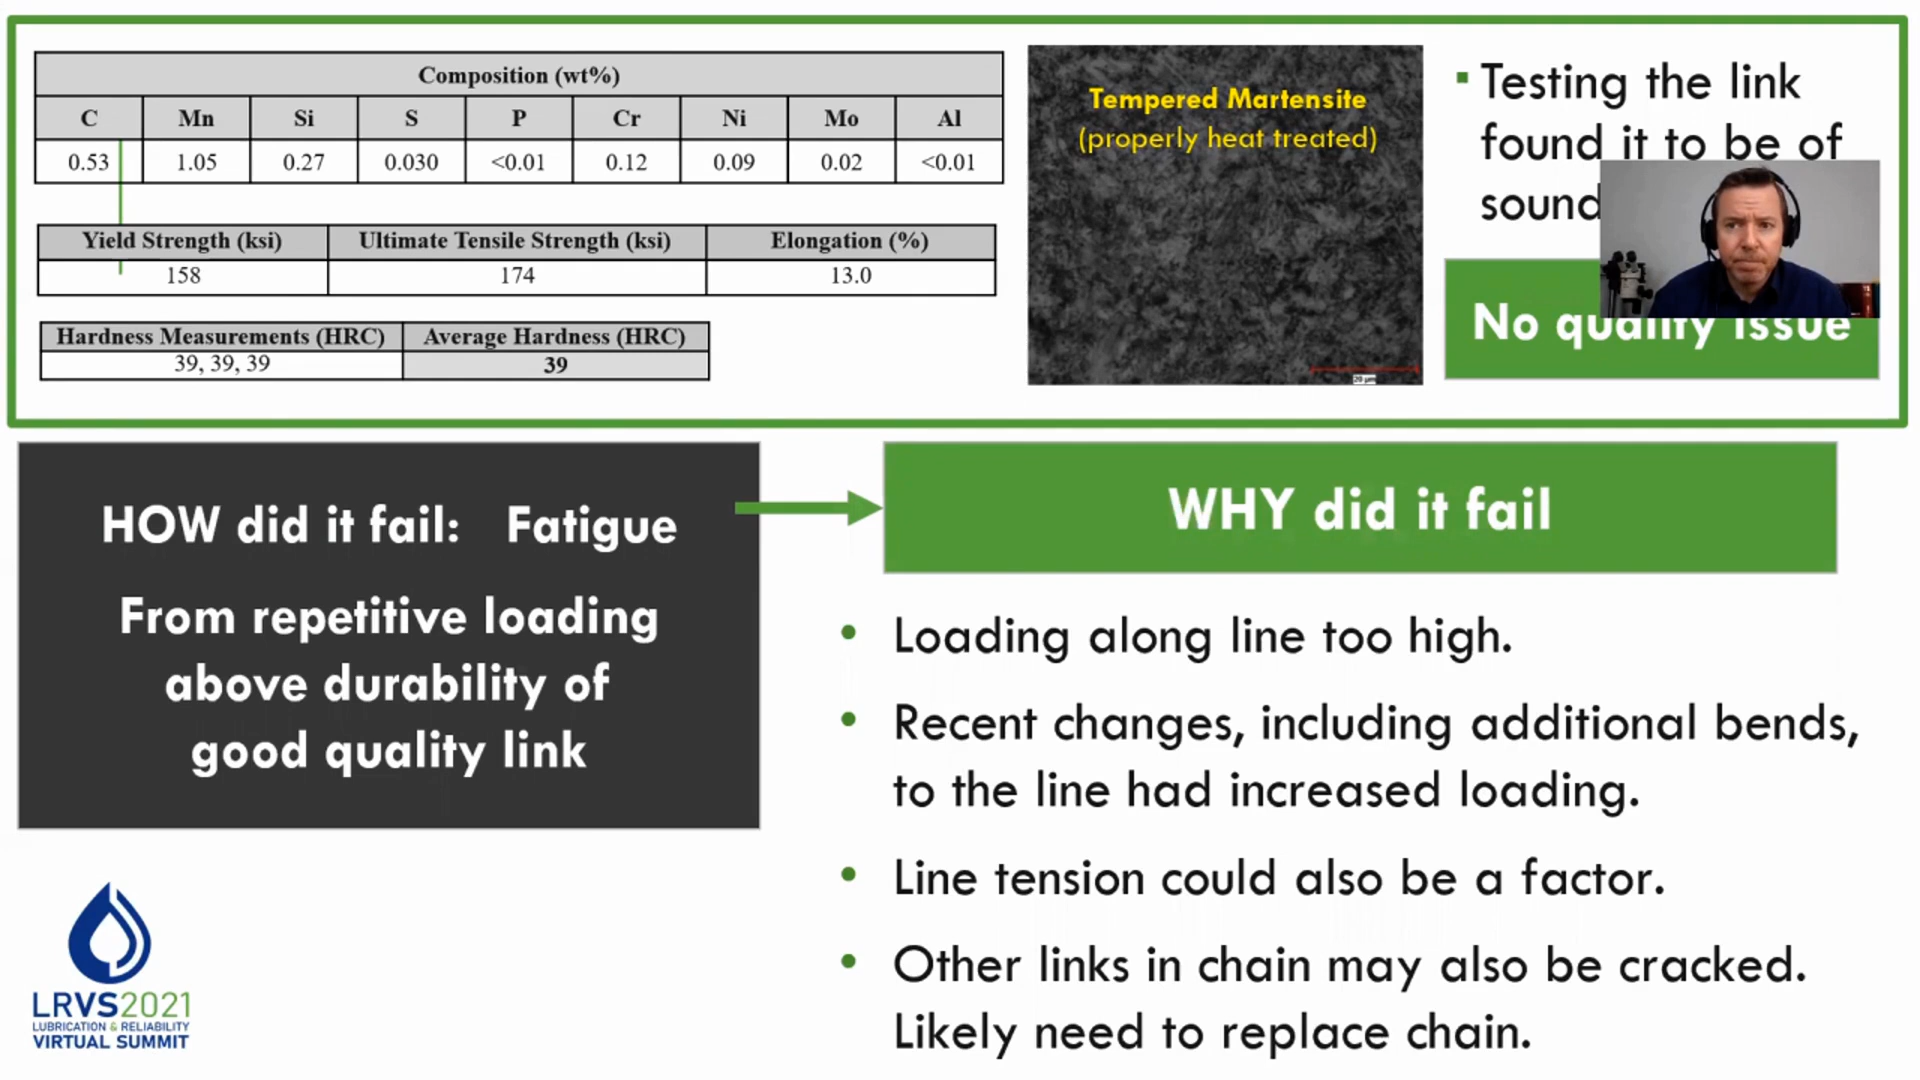 Composition (wt%)
C Mn Si S P Cr Ni Mo Al
0.53 1.05 0.27 0.030 <0.01 0.12 0.09 0.02 <0.01
Yield Strength (ksi) Ultimate Tensile Strength (ksi) Elongation (%)
158 174 13.0
Hardness Measurements (HRC) Average Hardness (HRC)
39, 39, 39 39
Tempered Martensite
(properly heat treated)
20 µm
Testing the link
found it to be of
sound
No quality issue
HOW did it fail: Fatigue
From repetitive loading
above durability of
good quality link
WHY did it fail
• Loading along line too high.
• Recent changes, including additional bends,
to the line had increased loading.
• Line tension could also be a factor.
• Other links in chain may also be cracked.
Likely need to replace chain.
LRVS2021
LUBRICATION & RELIABILITY
VIRTUAL SUMMIT